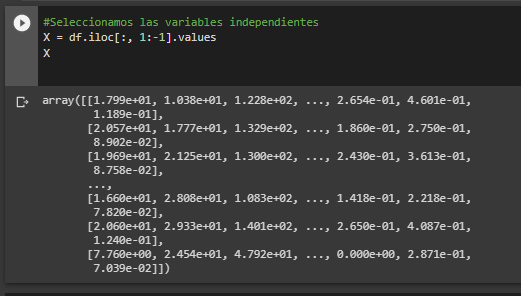 #Seleccionamos las variables independientes
X = df.iloc[:, 1:-1].values
X
array([[1.799e+01, 1.038e+01, 1.228e+02, ..., 2.654e-01, 4.601e-01,
1.189e-01],
[2.057e+01, 1.777e+01, 1.329e+02, ..., 1.860e-01, 2.750e-01,
8.902e-02],
[1.969e+01, 2.125e+01, 1.300e+02, ..., 2.430e-01, 3.613e-01,
8.758e-02],
...,
[1.660e+01, 2.808e+01, 1.083e+02, ..., 1.418e-01, 2.218e-01,
7.820e-02],
[2.060e+01, 2.933e+01, 1.401e+02, ..., 2.650e-01, 4.087e-01,
1.240e-01],
[7.760e+00, 2.454e+01, 4.792e+01, ..., 0.000e+00, 2.871e-01,
7.039e-02]])